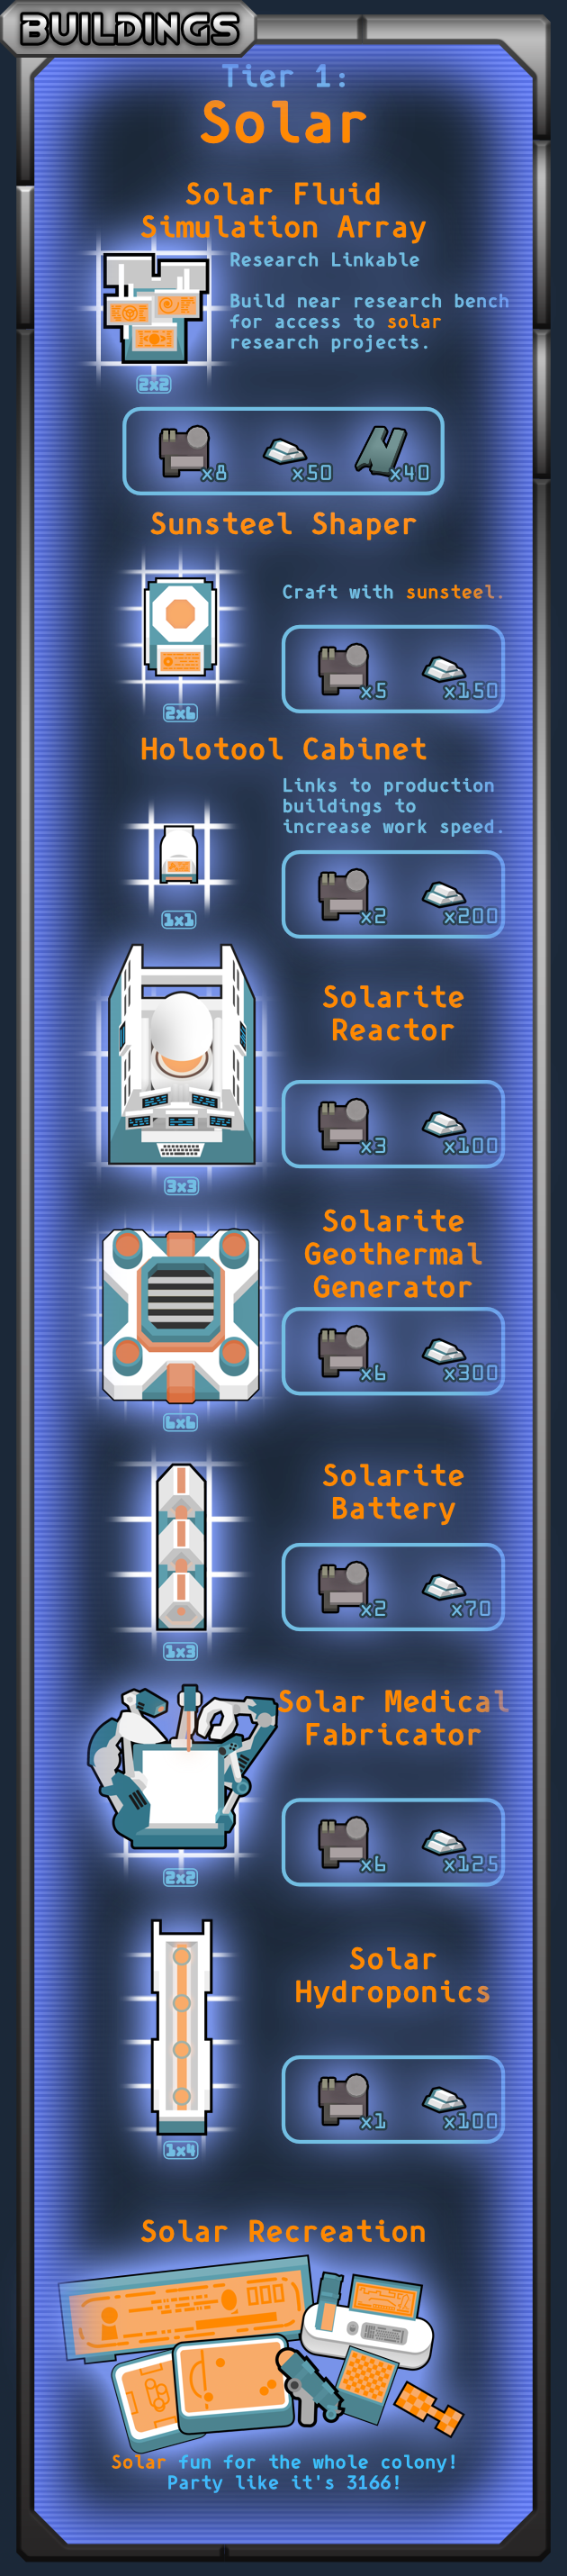 BUILDINGS
Tier 1:
Solar
Solar Fluid
Simulation Array
Research Linkable
Build near research bench
for access to solar
research projects.
2x2
x8 x50 x40
Sunsteel Shaper
Craft with sunsteel.
x5 x150
2x6
Holotool Cabinet
Links to production
buildings to
increase work speed.
x2 x200
1x1
Solarite
Reactor
x3 x100
3x3
Solarite
Geothermal
Generator
x6 x300
6x6
Solarite
Battery
x2 x70
1x3
Solar Medical
Fabricator
x6 x125
2x2
Solar
Hydroponics
x1 x100
1x4
Solar Recreation
Solar fun for the whole colony!
Party like it's 3166!